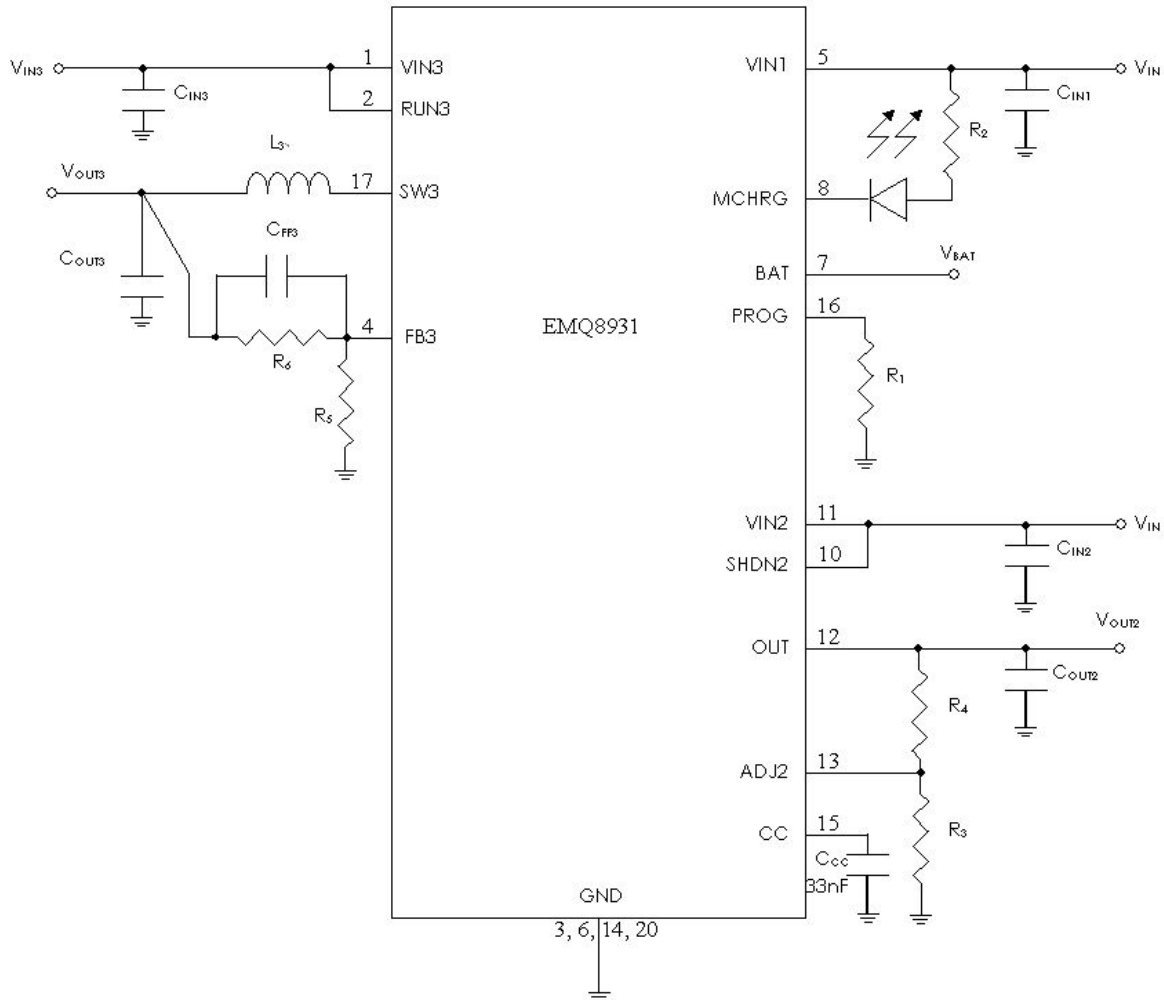 VIN3
1
VIN3
CIN3
2
RUN3
L3
VOUT3
17
SW3
COUT3
CFF3
4
FB3
R6
R5
EMQ8931
VIN1
5
VIN
CIN1
R2
MCHRG
8
BAT
7
VBAT
PROG
16
R1
VIN2
11
VIN
SHDN2
10
CIN2
OUT
12
VOUT2
COUT2
R4
ADJ2
13
R3
CC
15
CCC
33nF
GND
3, 6, 14, 20